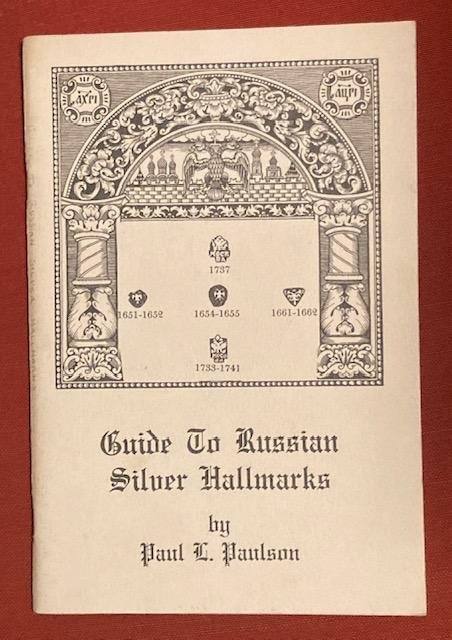 1737
1651-1652
1654-1655
1661-1662
1733-1741
Guide To Russian
Silver Hallmarks
by
Paul L. Paulson